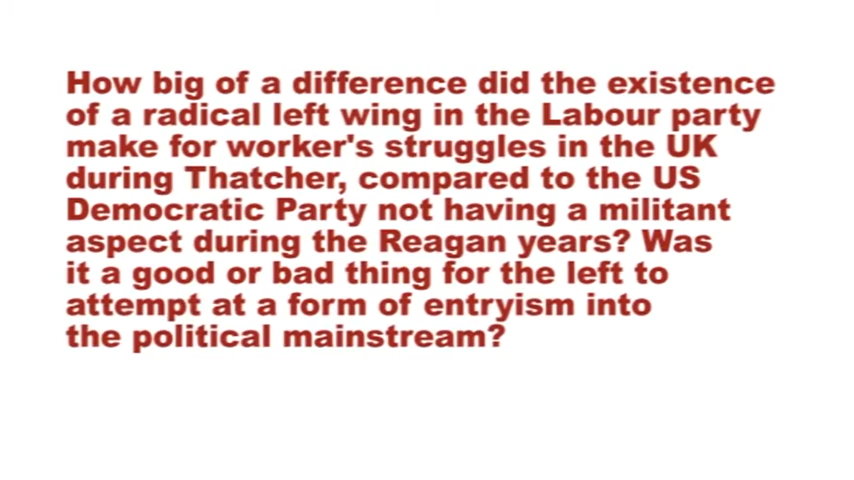 How big of a difference did the existence
of a radical left wing in the Labour party
make for worker's struggles in the UK
during Thatcher, compared to the US
Democratic Party not having a militant
aspect during the Reagan years? Was
it a good or bad thing for the left to
attempt at a form of entryism into
the political mainstream?